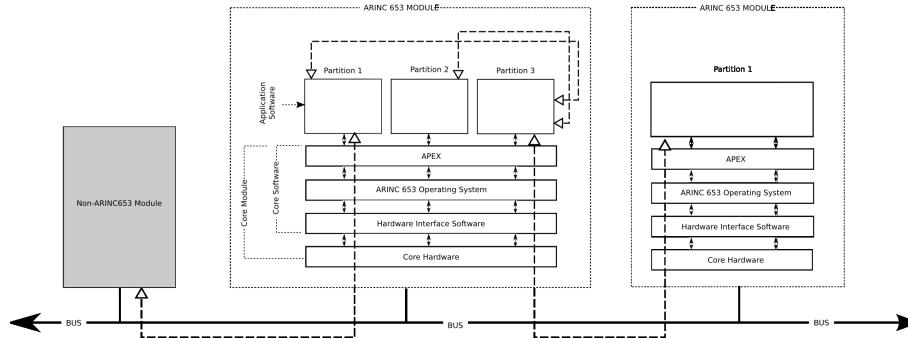 ARINC 653 MODULE
ARINC 653 MODULE
Partition 1
Partition 2
Partition 3
Partition 1
Application
Software
Non-ARINC653 Module
Core Module
Core Software
APEX
ARINC 653 Operating System
Hardware Interface Software
Core Hardware
APEX
ARINC 653 Operating System
Hardware Interface Software
Core Hardware
BUS
BUS
BUS